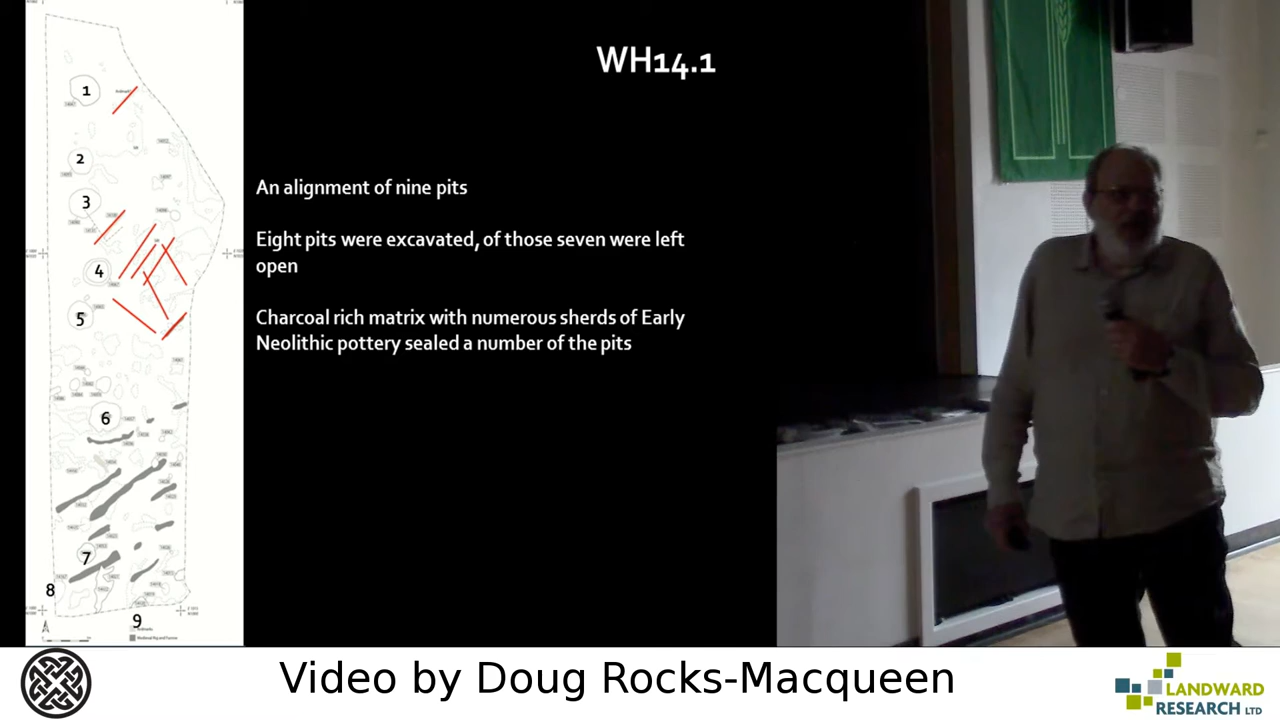 WH14.1
An alignment of nine pits
Eight pits were excavated, of those seven were left
open
Charcoal rich matrix with numerous sherds of Early
Neolithic pottery sealed a number of the pits
1
2
3
4
5
6
7
8
9
Video by Doug Rocks-Macqueen
LANDWARD
RESEARCH LTD